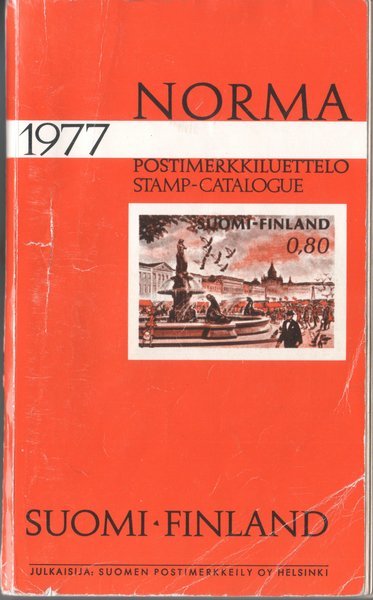 NORMA
1977
POSTIMERKKILUETTELO
STAMP-CATALOGUE
SUOMI-FINLAND
0,80
SUOMI·FINLAND
JULKAISIJA: SUOMEN POSTIMERKKEILY OY HELSINKI